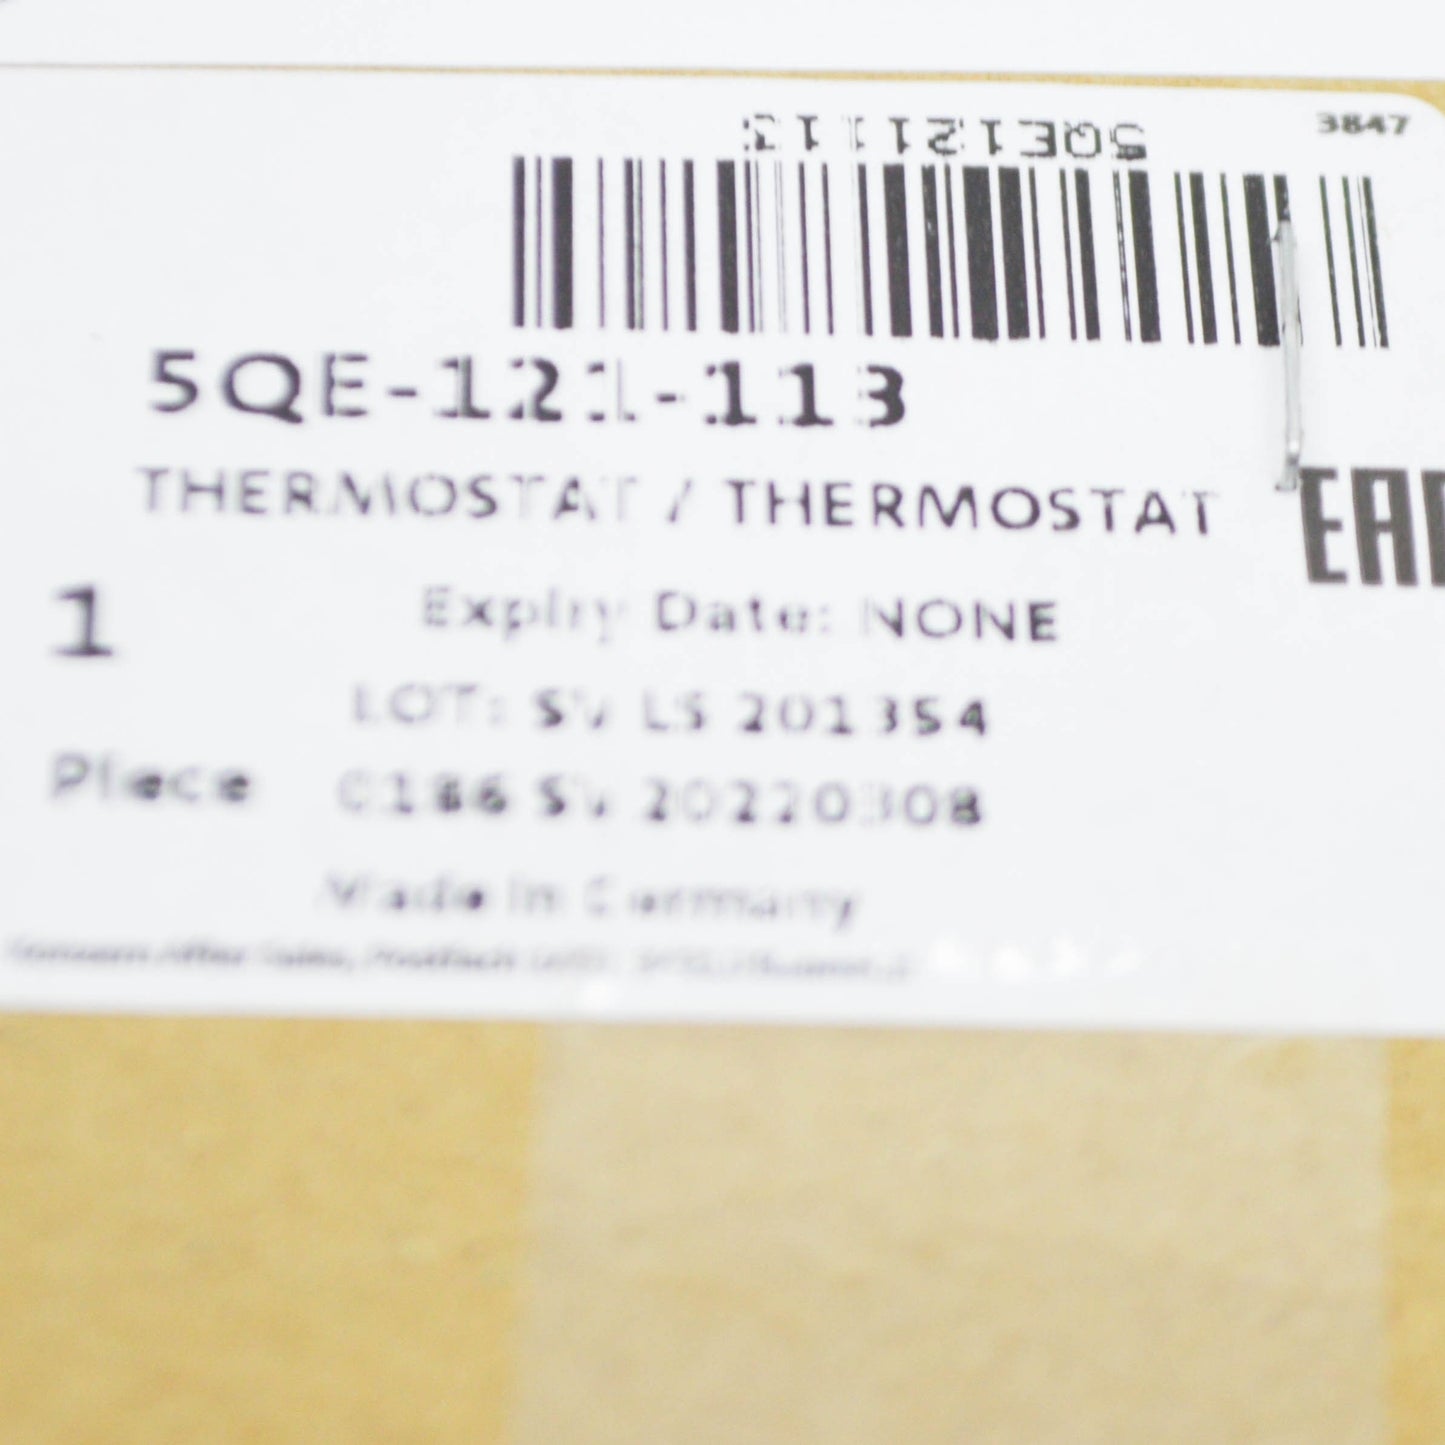 3847
5QE121113
5QE-121-113
THERMOSTAT / THERMOSTAT
EAC
1
Expiry Date: NONE
LOT: SV LS 201354
Piece
0186 SV 20220308
Made in Germany